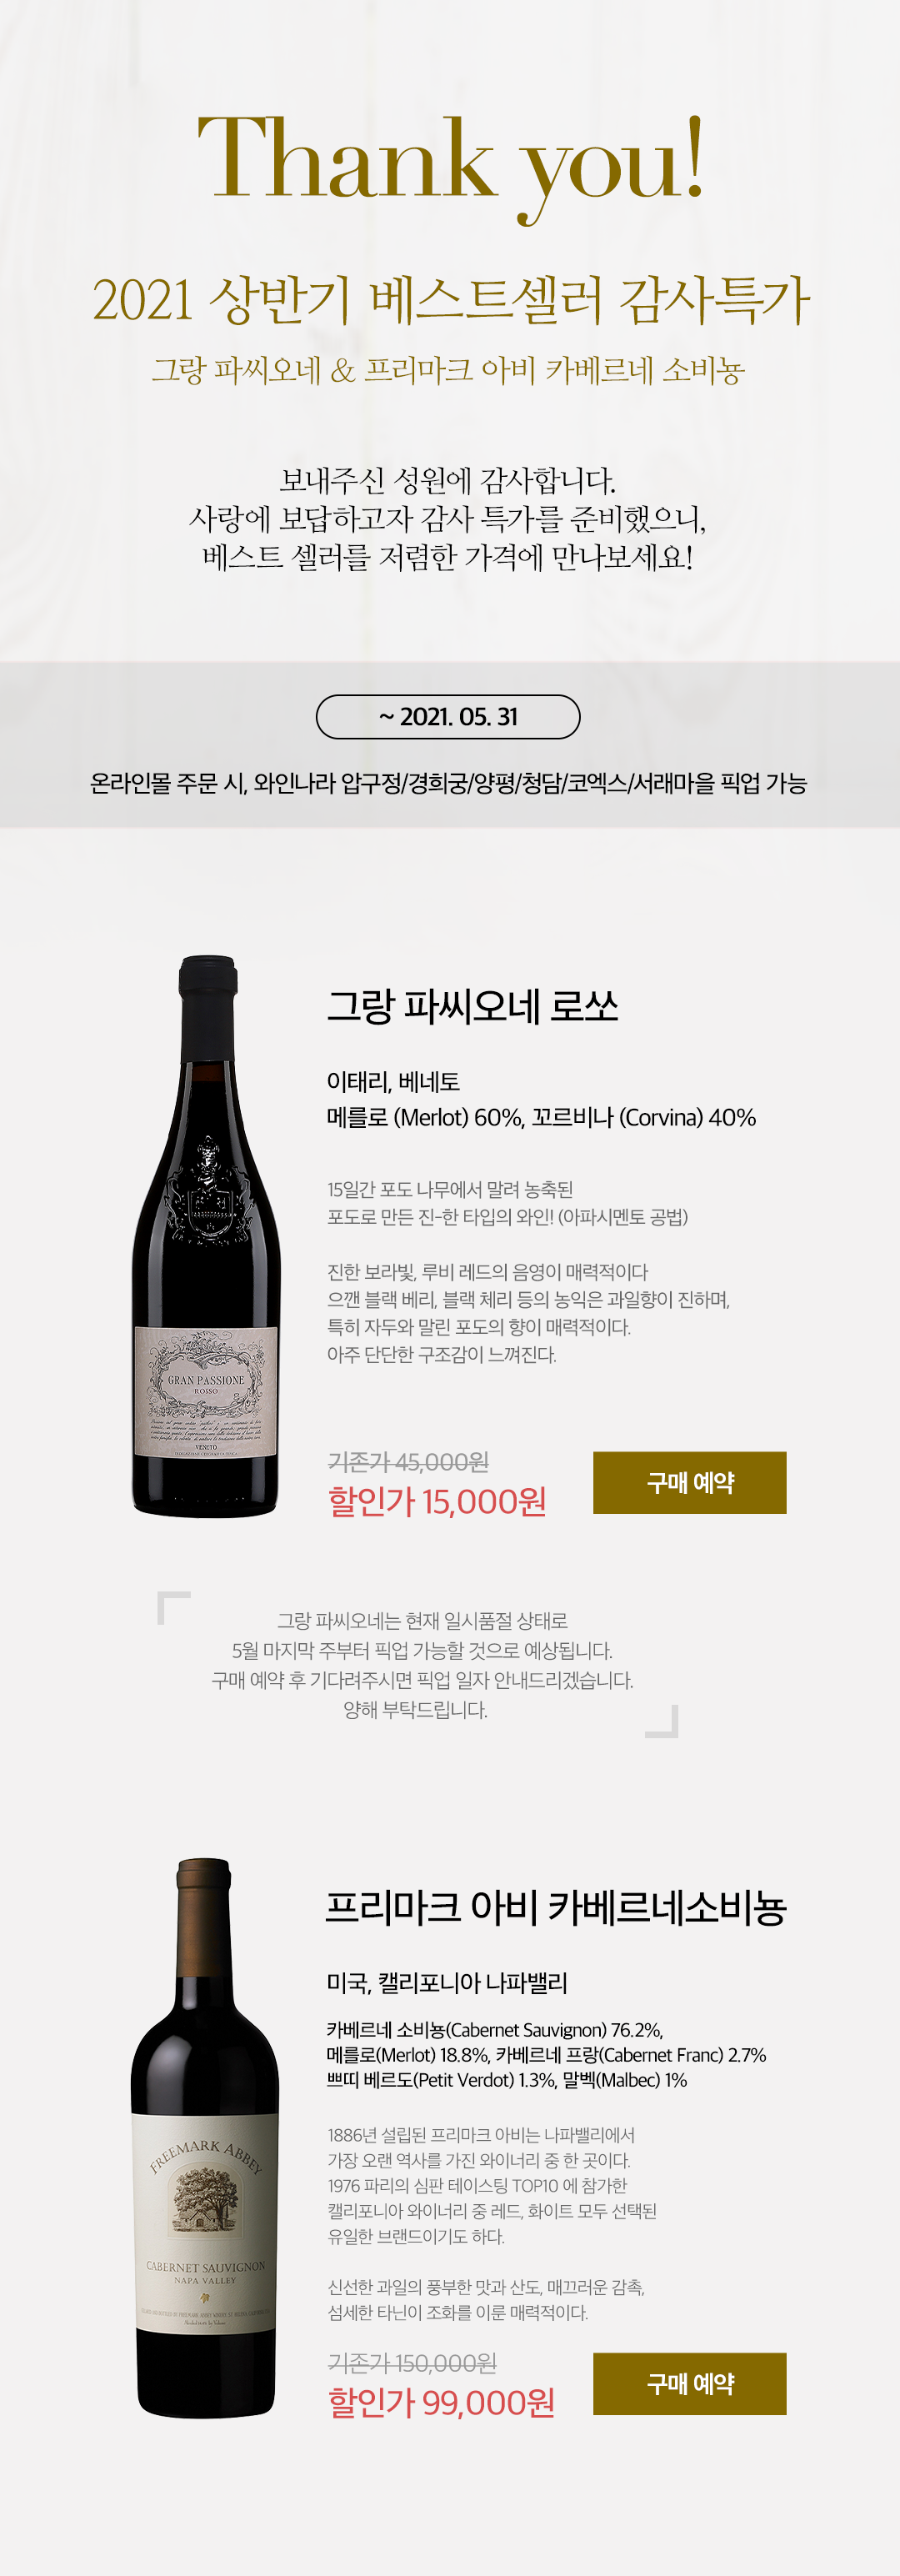 Thank you!
2021 상반기 베스트셀러 감사특가
그랑 파씨오네 & 프리마크 아비 카베르네 소비뇽
보내주신 성원에 감사합니다.
사랑에 보답하고자 감사 특가를 준비했으니,
베스트 셀러를 저렴한 가격에 만나보세요!
~ 2021. 05. 31
온라인몰 주문 시, 와인나라 압구정/경희궁/양평/청담/코엑스/서래마을 픽업 가능
그랑 파씨오네 로쏘
이태리, 베네토
메를로 (Merlot) 60%, 꼬르비나 (Corvina) 40%
15일간 포도 나무에서 말려 농축된
포도로 만든 진-한 타입의 와인! (아파시멘토 공법)
진한 보라빛, 루비 레드의 음영이 매력적이다
으깬 블랙 베리, 블랙 체리 등의 농익은 과일향이 진하며,
특히 자두와 말린 포도의 향이 매력적이다.
아주 단단한 구조감이 느껴진다.
GRAN PASSIONE
ROSSO
VENETO
기존가 45,000원
할인가 15,000원
구매 예약
그랑 파씨오네는 현재 일시품절 상태로
5월 마지막 주부터 픽업 가능할 것으로 예상됩니다.
구매 예약 후 기다려주시면 픽업 일자 안내드리겠습니다.
양해 부탁드립니다.
프리마크 아비 카베르네소비뇽
미국, 캘리포니아 나파밸리
카베르네 소비뇽(Cabernet Sauvignon) 76.2%,
메를로(Merlot) 18.8%, 카베르네 프랑(Cabernet Franc) 2.7%
쁘띠 베르도(Petit Verdot) 1.3%, 말벡(Malbec) 1%
1886년 설립된 프리마크 아비는 나파밸리에서
가장 오랜 역사를 가진 와이너리 중 한 곳이다.
1976 파리의 심판 테이스팅 TOP10 에 참가한
캘리포니아 와이너리 중 레드, 화이트 모두 선택된
유일한 브랜드이기도 하다.
신선한 과일의 풍부한 맛과 산도, 매끄러운 감촉,
섬세한 타닌이 조화를 이룬 매력적이다.
FREEMARK ABBEY
CABERNET SAUVIGNON
NAPA VALLEY
기존가 150,000원
할인가 99,000원
구매 예약